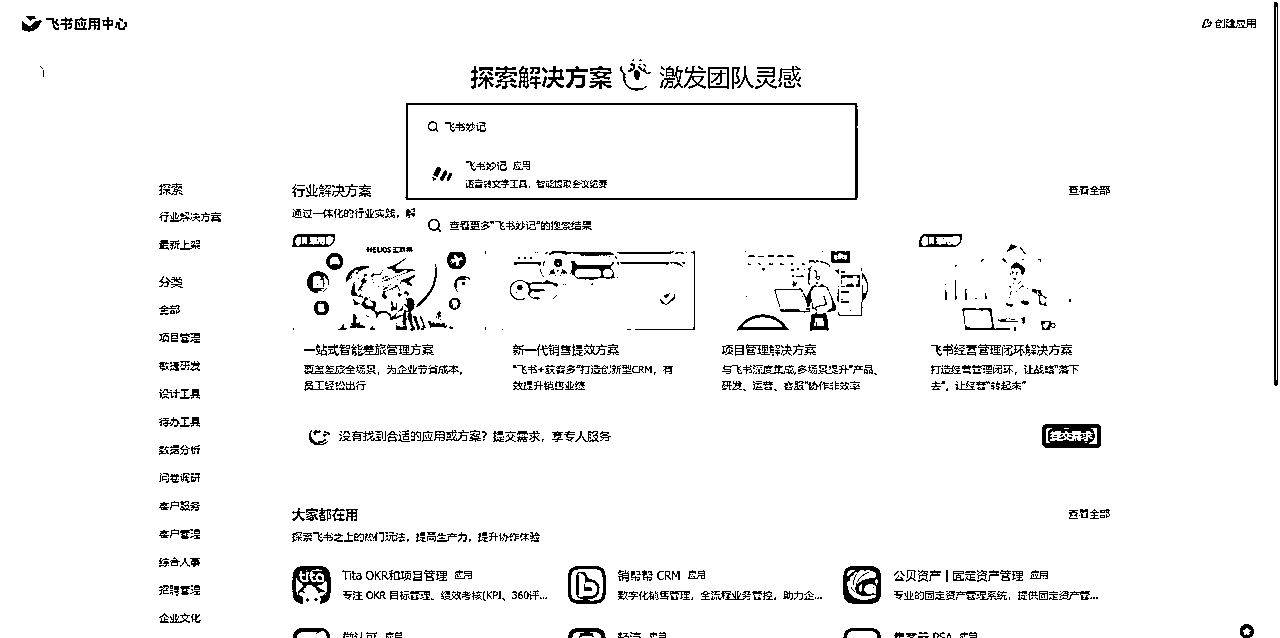 飞书应用中心
创建应用
探索解决方案 激发团队灵感
飞书妙记
飞书妙记 应用
语音转文字工具，智能提取会议纪要
查看更多"飞书妙记"的搜索结果
探索
行业解决方案
最新上架
分类
全部
项目管理
敏捷研发
设计工具
待办工具
数据分析
问卷调研
客户服务
客户管理
综合人事
招聘管理
企业文化
行业解决方案
查看全部
通过一体化的行业实践，解
一站式智能差旅管理方案
覆盖差旅全场景，为企业节省成本，
员工轻松出行
新一代销售提效方案
"飞书+获客多"打造创新型CRM，有
效提升销售业绩
项目管理解决方案
与飞书深度集成,多场景提升"产品、
研发、运营、客服"协作非效率
飞书经营管理闭环解决方案
打造经营管理闭环，让战略"落下
去"，让经营"转起来"
没有找到合适的应用或方案？提交需求，享专人服务
提交需求
大家都在用
查看全部
探索飞书之上的热门玩法，提高生产力，提升协作体验
tita
Tita OKR和项目管理 应用
专注 OKR 目标管理、绩效考核(KPI、360评...
销帮帮 CRM 应用
数字化销售管理，全流程业务管控，助力企...
公贝资产 | 固定资产管理 应用
专业的固定资产管理系统，提供固定资产管...